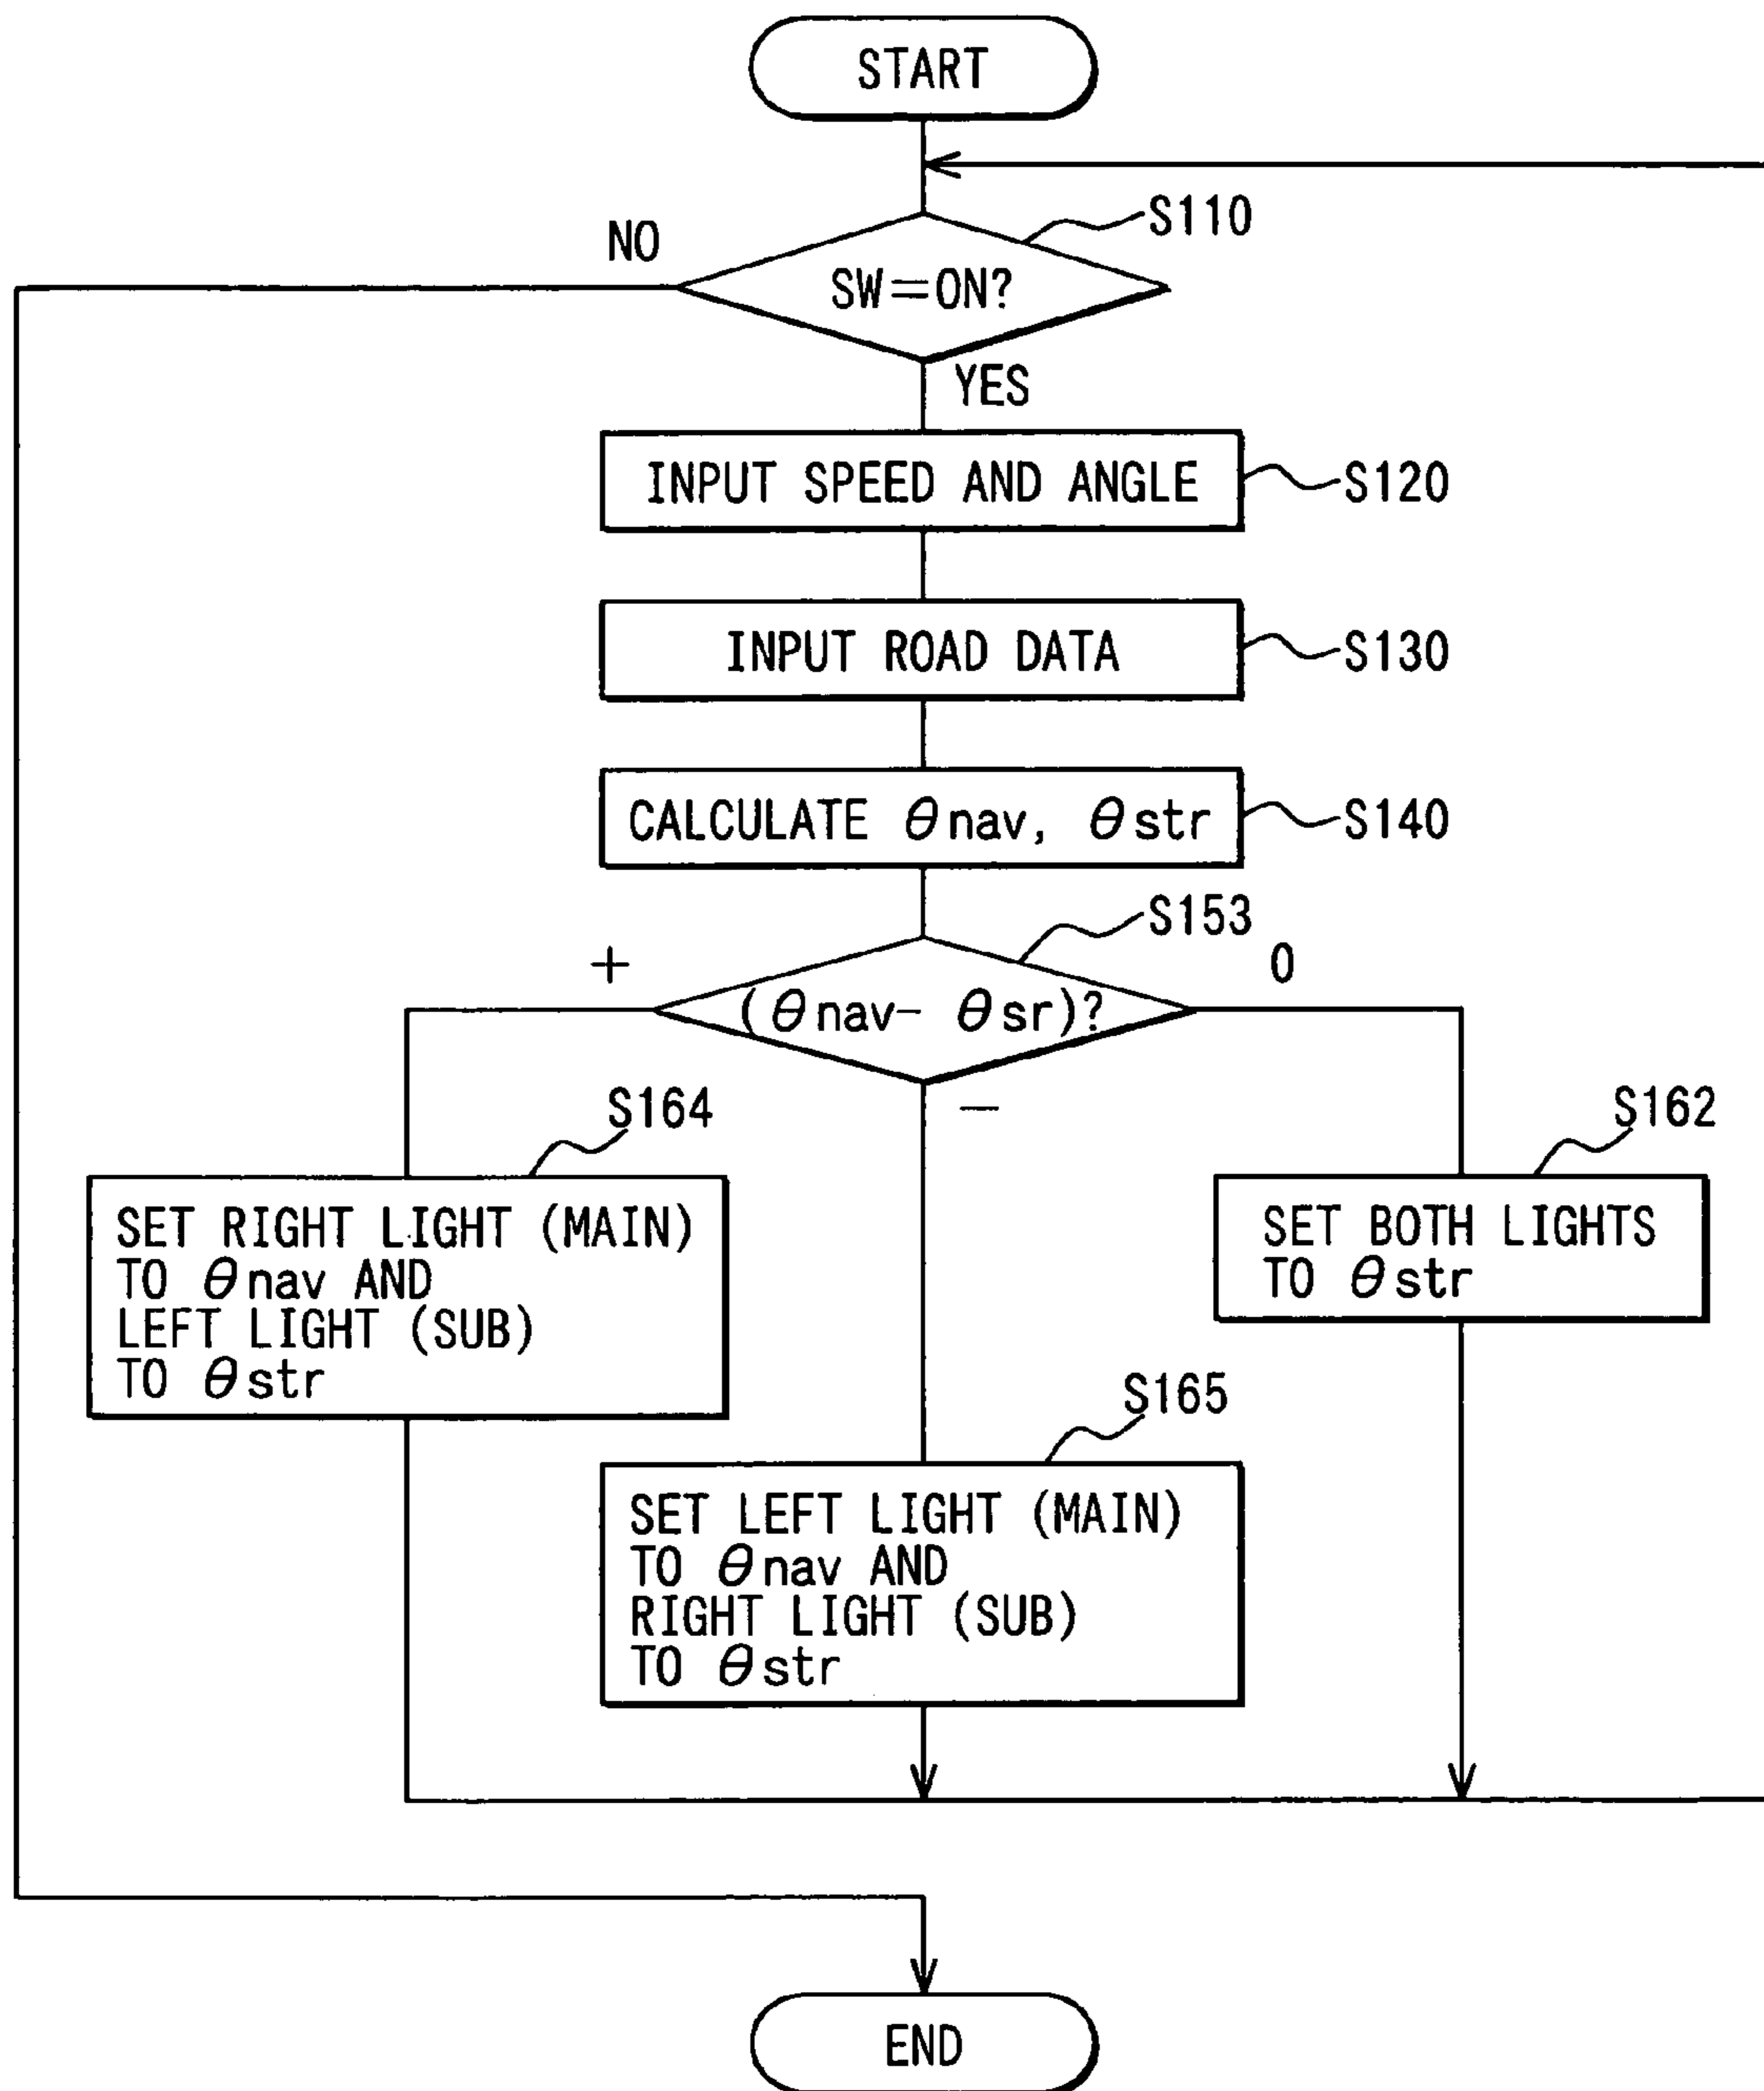 START
S110
NO
SW=ON?
YES
INPUT SPEED AND ANGLE
S120
INPUT ROAD DATA
S130
CALCULATE θnav, θstr
S140
S153
+
0
(θnav- θsr)?
−
S164
S162
SET RIGHT LIGHT (MAIN)
TO θnav AND
LEFT LIGHT (SUB)
TO θstr
SET BOTH LIGHTS
TO θstr
S165
SET LEFT LIGHT (MAIN)
TO θnav AND
RIGHT LIGHT (SUB)
TO θstr
END